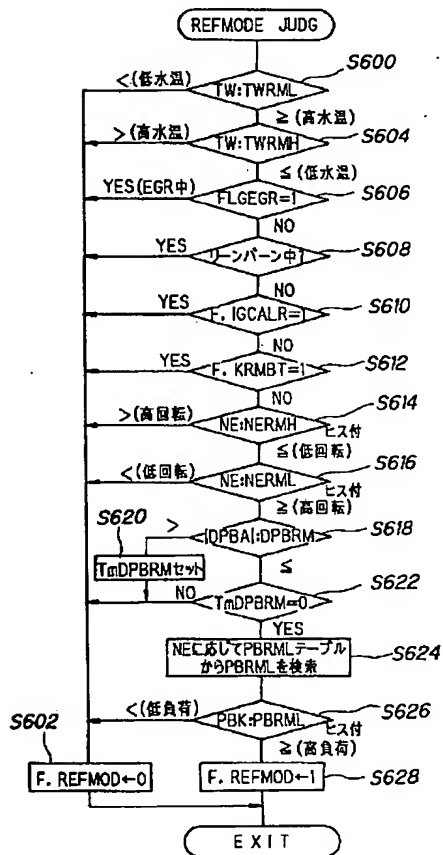 REFMODE JUDG
S600
<(低水温)
TW:TWRML
≥(高水温)
S604
>(高水温)
TW:TWRMH
≤(低水温)
S606
YES(EGR中)
FLGEGR=1
NO
S608
YES
リーンバーン中?
NO
S610
YES
F. IGCALR=1
NO
S612
YES
F. KRMBT=1
NO
S614
>(高回転)
NE:NERMH
ヒス付
≤(低回転)
S616
<(低回転)
NE:NERML
ヒス付
≥(高回転)
S620
S618
>
|DPBA|:DPBRM
TmDPBRMセット
≤
S622
NO
TmDPBRM=0
YES
S624
NEに応じてPBRMLテーブル
からPBRMLを検索
S626
<(低負荷)
PBK:PBRML
ヒス付
S602
≥(高負荷)
F. REFMOD←0
F. REFMOD←1
S628
EXIT